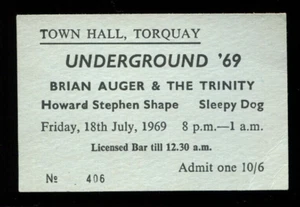 TOWN HALL, TORQUAY
UNDERGROUND '69
BRIAN AUGER & THE TRINITY
Howard Stephen Shape Sleepy Dog
Friday, 18th July, 1969 8 p.m.—1 a.m.
Licensed Bar till 12.30 a.m.
Admit one 10/6
No 406